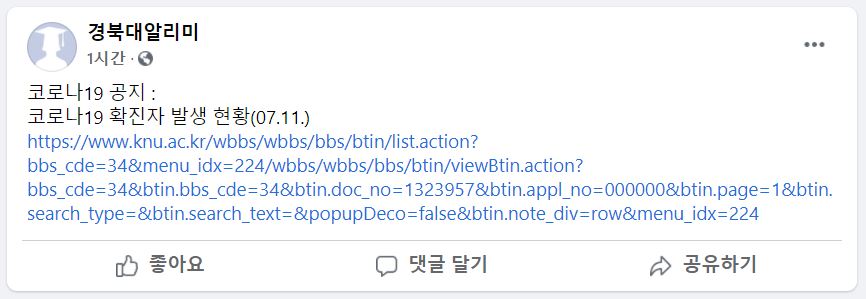 경북대알리미
1시간 ·
코로나19 공지 :
코로나19 확진자 발생 현황(07.11.)
https://www.knu.ac.kr/wbbs/wbbs/bbs/btin/list.action?
bbs_cde=34&menu_idx=224/wbbs/wbbs/bbs/btin/viewBtin.action?
bbs_cde=34&btin.bbs_cde=34&btin.doc_no=1323957&btin.appl_no=000000&btin.page=1&btin.
search_type=&btin.search_text=&popupDeco=false&btin.note_div=row&menu_idx=224
좋아요 댓글 달기 공유하기